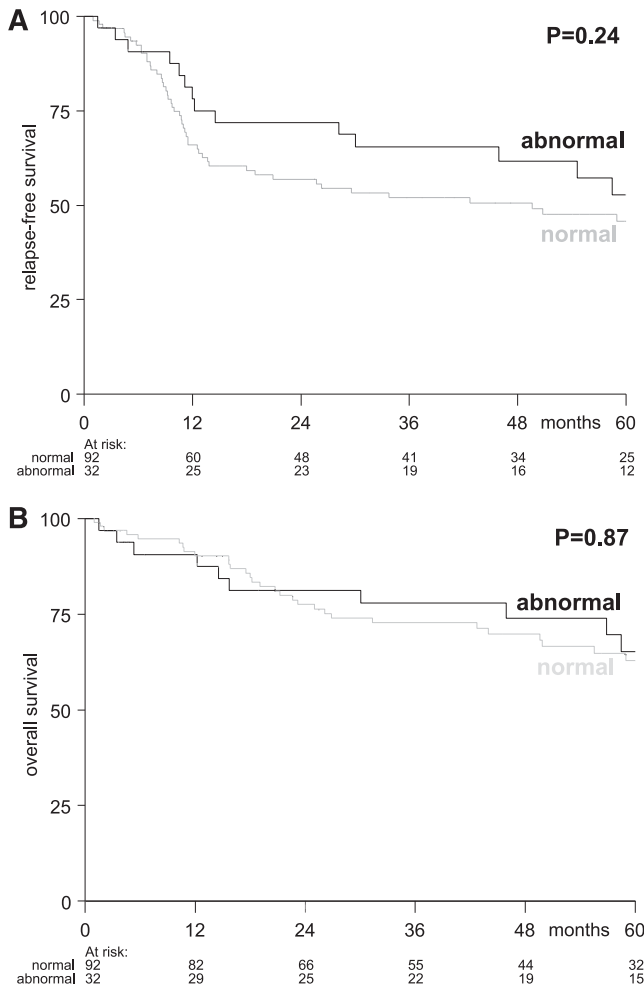 A
P=0.24
100
75
50
25
0
relapse-free survival
abnormal
normal
0 12 24 36 48 months 60
At risk:
normal 92 60 48 41 34 25
abnormal 32 25 23 19 16 12
B
P=0.87
100
75
50
25
0
overall survival
abnormal
normal
0 12 24 36 48 months 60
At risk:
normal 92 82 66 55 44 32
abnormal 32 29 25 22 19 15